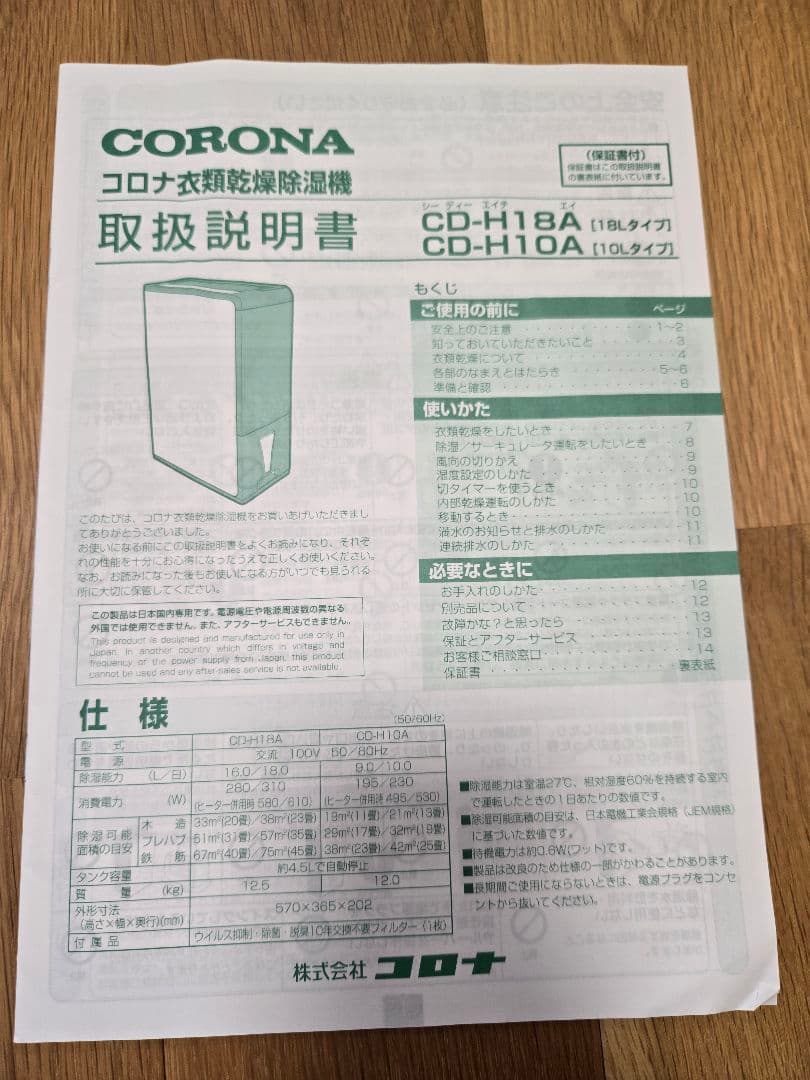 CORONA
コロナ衣類乾燥除湿機
取扱説明書
(保証書付)
保証書はこの取扱説明書
の裏表紙に付いています。
シー ディー エイチ エイ
CD-H18A [18Lタイプ]
CD-H10A [10Lタイプ]
もくじ
ご使用の前に ページ
安全上のご注意 1~2
知っておいていただきたいこと 3
衣類乾燥について 4
各部のなまえとはたらき 5~6
準備と確認 6
使いかた
衣類乾燥をしたいとき 7
除湿/サーキュレータ運転をしたいとき 8
風向の切りかえ 9
湿度設定のしかた 9
切タイマーを使うとき 10
内部乾燥運転のしかた 10
移動するとき 10
満水のお知らせと排水のしかた 11
連続排水のしかた 11
必要なときに
お手入れのしかた 12
別売品について 12
故障かな?と思ったら 13
保証とアフターサービス 13
お客様ご相談窓口 14
保証書 裏表紙
このたびは、コロナ衣類乾燥除湿機をお買いあげいただきまし
てありがとうございました。
お使いになる前にこの取扱説明書をよくお読みになり、それぞ
れの性能を十分にお心得になったうえで正しくお使いください。
なお、お読みになった後もお使いになる方がいつでも見られる
所に大切に保管してください。
この製品は日本国内専用です。電源電圧や電源周波数の異なる
外国では使用できません。また、アフターサービスもできません。
This product is designed and manufactured for use only in
Japan. In another country which differs in voltage and
frequency of the power supply from Japan, this product
cannot be used and any after-sales service is not available.
仕様
(50/60Hz)
型式 CD-H18A CD-H10A
電源 交流 100V 50/60Hz
除湿能力 (L/日) 16.0/18.0 9.0/10.0
消費電力 (W) 280/310 195/230
(ヒーター併用時 580/610) (ヒーター併用時 495/530)
除湿可能面積の目安 木造 33m²(20畳)/38m²(23畳) 19m²(11畳)/21m²(13畳)
プレハブ 51m²(31畳)/57m²(35畳) 29m²(17畳)/32m²(19畳)
鉄筋 67m²(40畳)/75m²(45畳) 38m²(23畳)/42m²(25畳)
タンク容量 約4.5Lで自動停止
質量 (kg) 12.5 12.0
外形寸法
(高さ×幅×奥行)(mm) 570×365×202
付属品 ウイルス抑制・除菌・脱臭10年交換不要フィルター(1枚)
■除湿能力は室温27℃、相対湿度60%を持続する室内
で運転したときの1日あたりの数値です。
■除湿可能面積の目安は、日本電機工業会規格(JEM規格)
に基づいた数値です。
■待機電力は約0.6W(ワット)です。
■製品は改良のため仕様の一部がかわることがあります。
■長期間ご使用にならないときは、電源プラグをコンセ
ントから抜いてください。
株式会社 コロナ